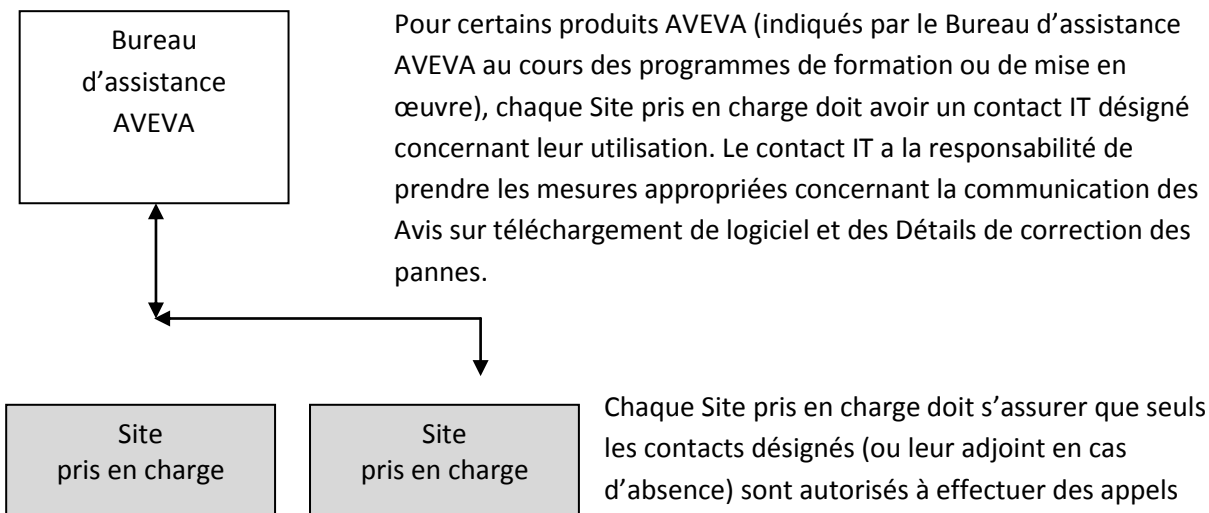 Bureau
d’assistance
AVEVA
Pour certains produits AVEVA (indiqués par le Bureau d’assistance
AVEVA au cours des programmes de formation ou de mise en
œuvre), chaque Site pris en charge doit avoir un contact IT désigné
concernant leur utilisation. Le contact IT a la responsabilité de
prendre les mesures appropriées concernant la communication des
Avis sur téléchargement de logiciel et des Détails de correction des
pannes.
Site
pris en charge
Site
pris en charge
Chaque Site pris en charge doit s’assurer que seuls
les contacts désignés (ou leur adjoint en cas
d’absence) sont autorisés à effectuer des appels